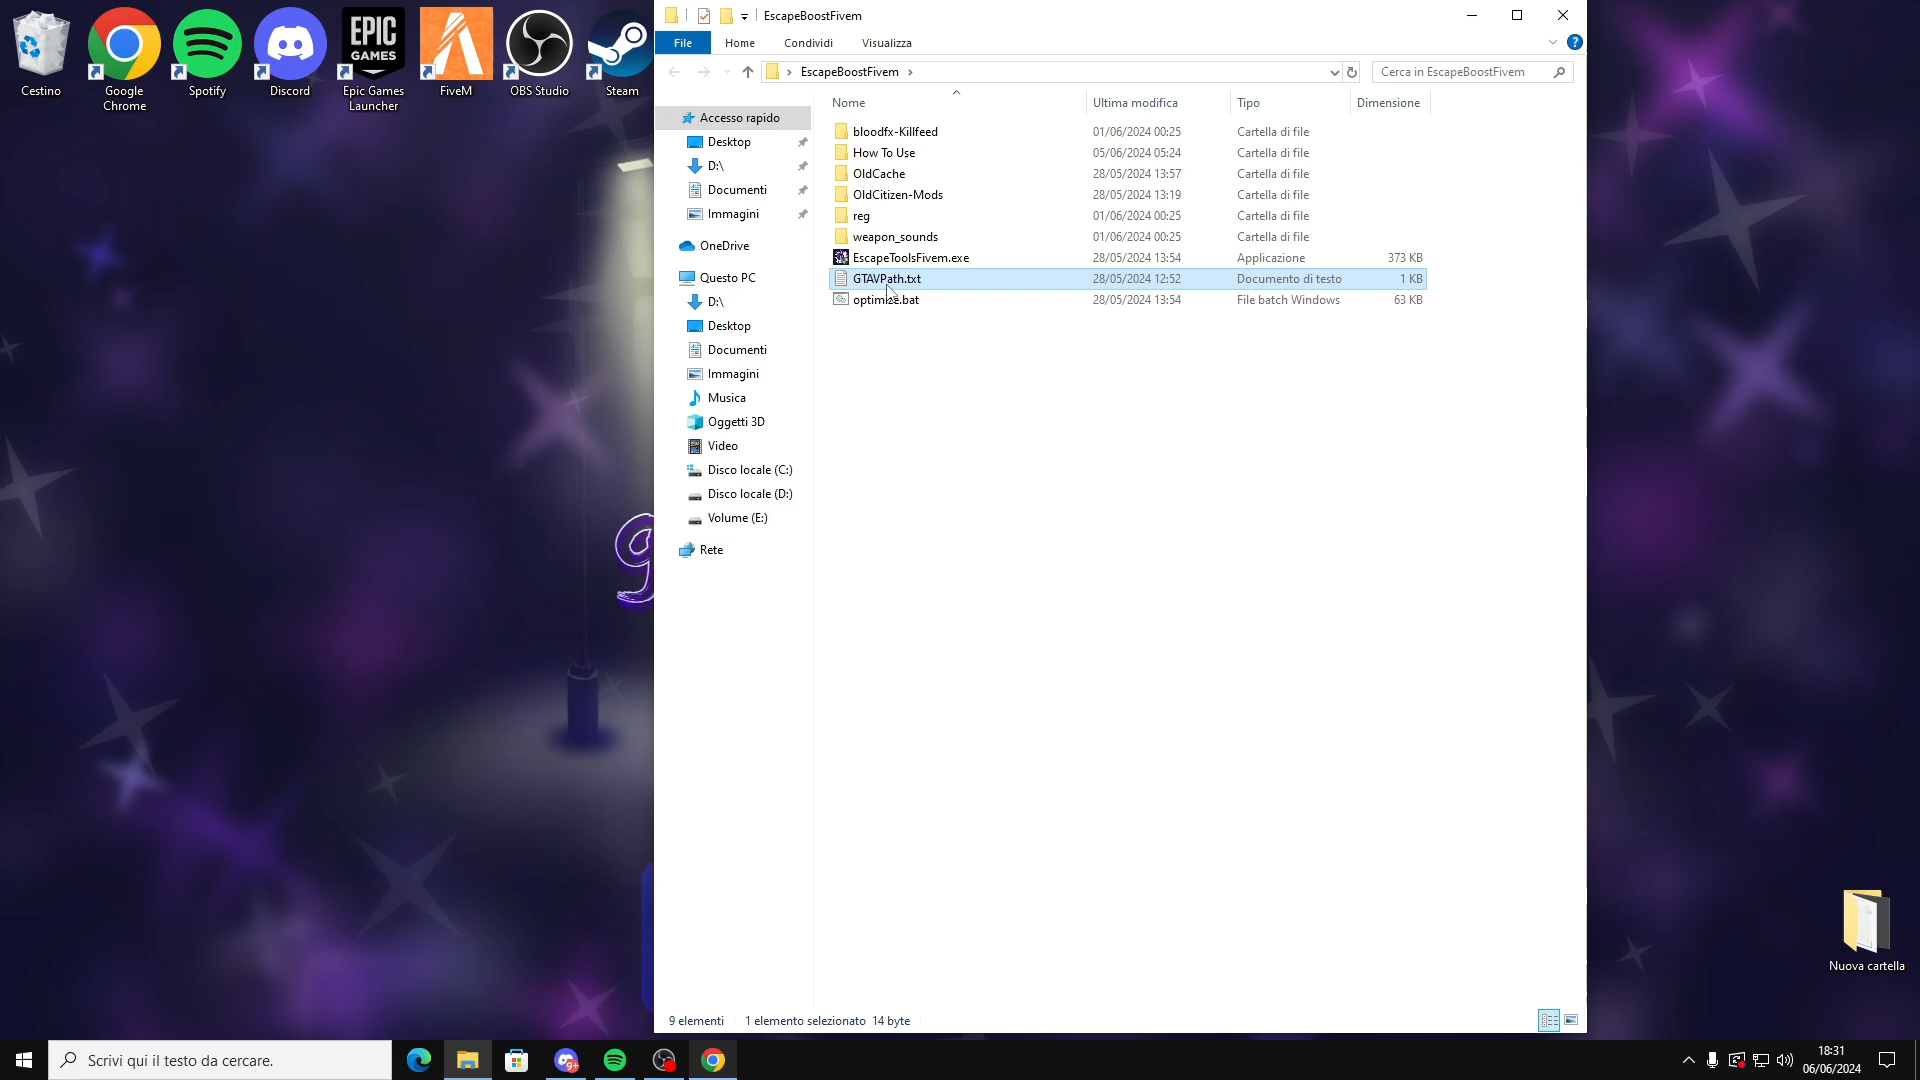 EscapeBoostFivem
File Home Condividi Visualizza
EscapeBoostFivem
Cerca in EscapeBoostFivem
Nome Ultima modifica Tipo Dimensione
bloodfx-Killfeed 01/06/2024 00:25 Cartella di file
How To Use 05/06/2024 05:24 Cartella di file
OldCache 28/05/2024 13:57 Cartella di file
OldCitizen-Mods 28/05/2024 13:19 Cartella di file
reg 01/06/2024 00:25 Cartella di file
weapon_sounds 01/06/2024 00:25 Cartella di file
EscapeToolsFivem.exe 28/05/2024 13:54 Applicazione 373 KB
GTAVPath.txt 28/05/2024 12:52 Documento di testo 1 KB
optimize.bat 28/05/2024 13:54 File batch Windows 63 KB
Accesso rapido
Desktop
D:\
Documenti
Immagini
OneDrive
Questo PC
D:\
Desktop
Documenti
Immagini
Musica
Oggetti 3D
Video
Disco locale (C:)
Disco locale (D:)
Volume (E:)
Rete
9 elementi 1 elemento selezionato 14 byte
Cestino
Google
Chrome
Spotify
Discord
EPIC
GAMES
Epic Games
Launcher
FiveM
OBS Studio
Steam
g
Nuova cartella
Scrivi qui il testo da cercare.
9+
18:31
06/06/2024